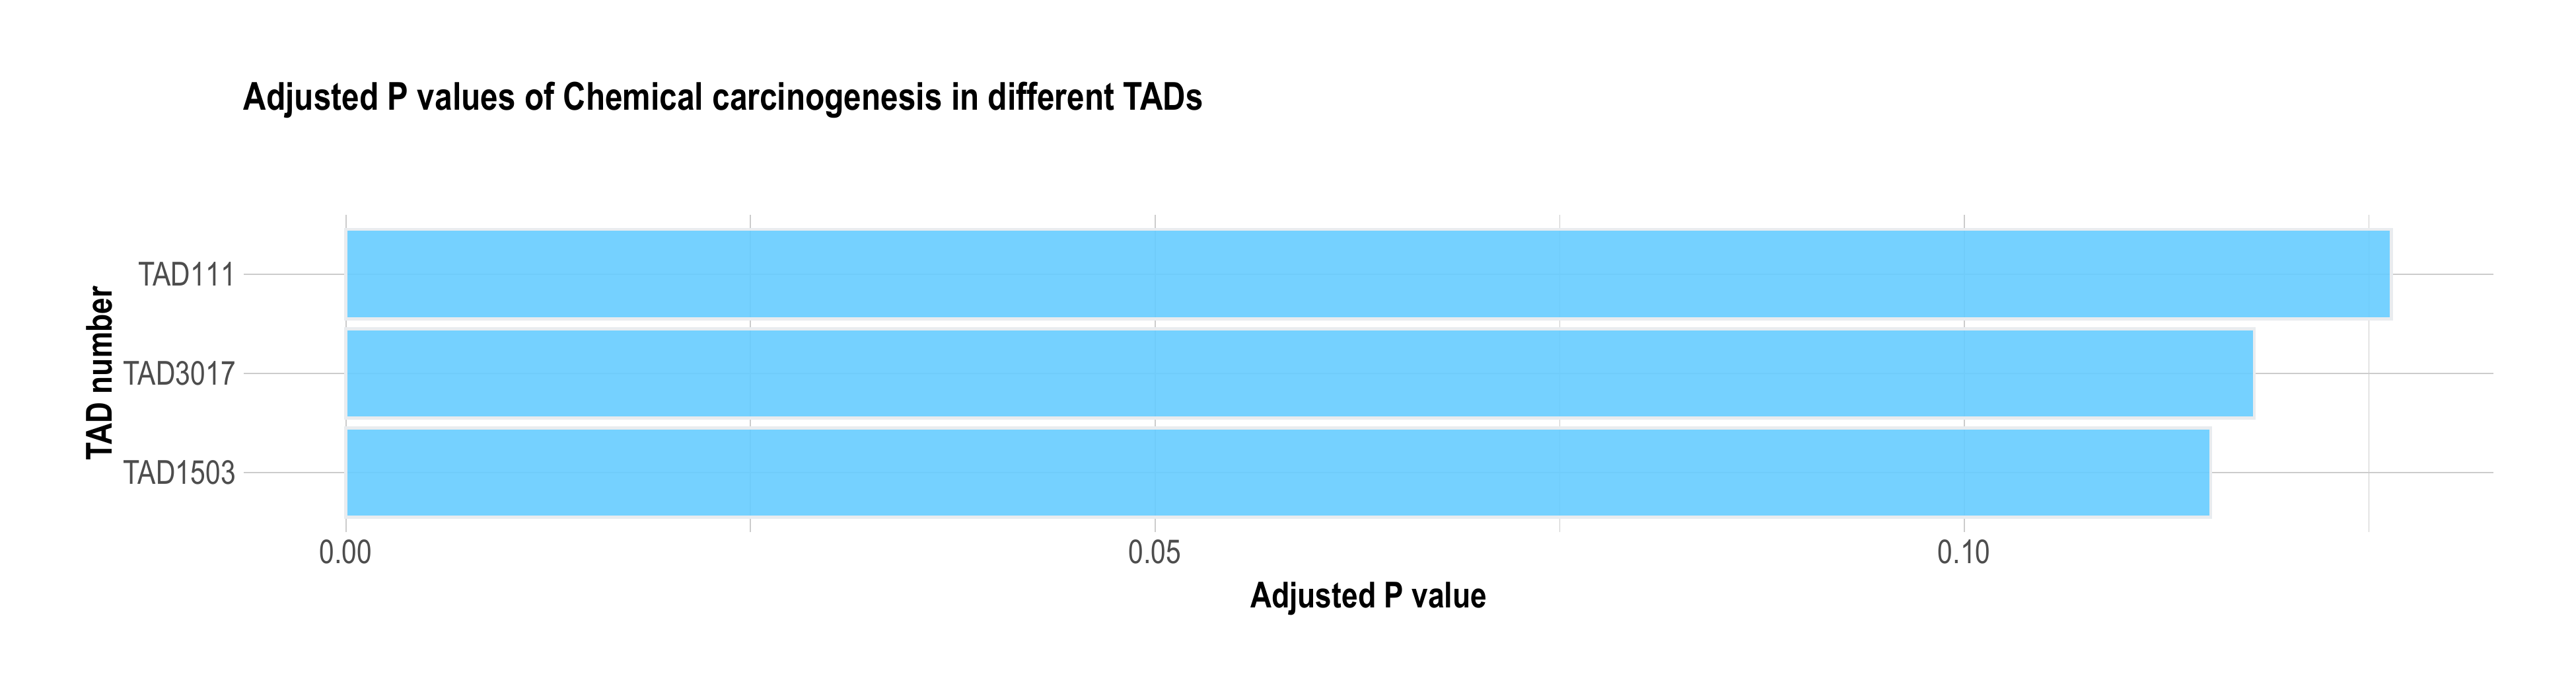 Adjusted P values of Chemical carcinogenesis in different TADs
TAD number
TAD111
TAD3017
TAD1503
0.00
0.05
0.10
Adjusted P value